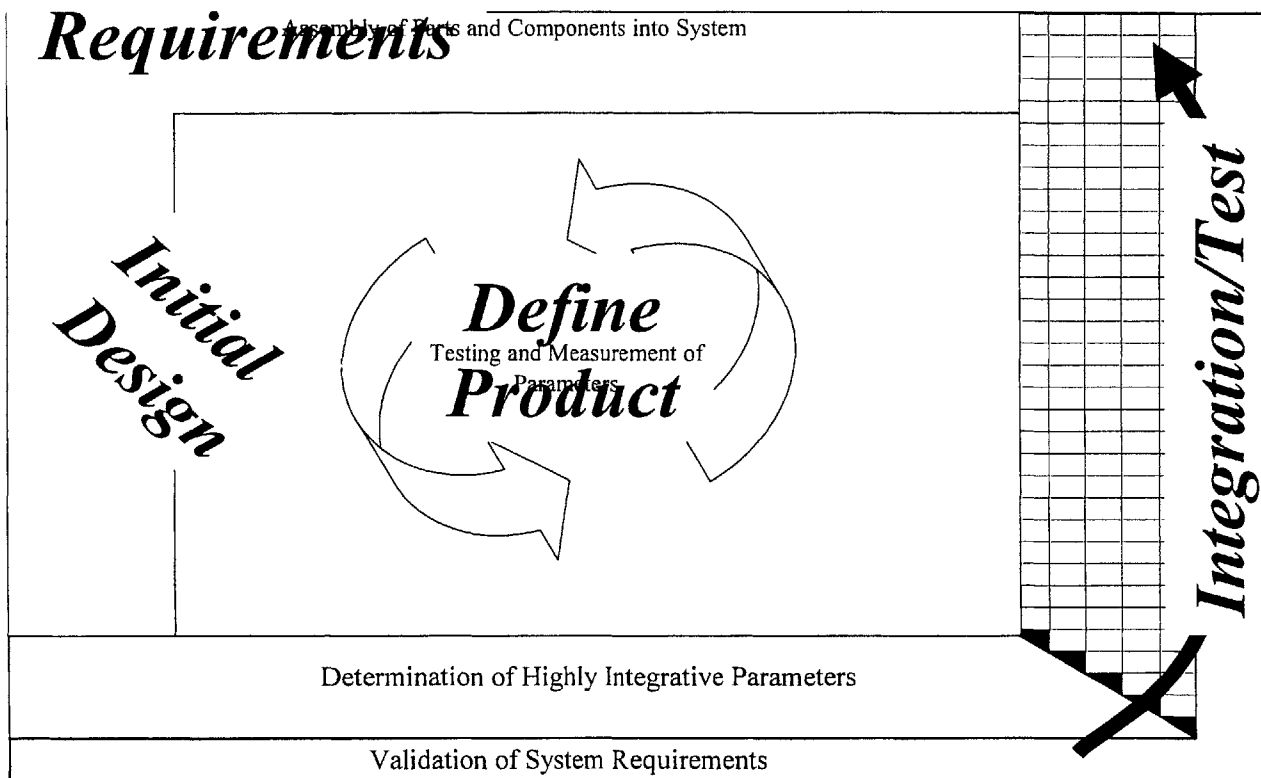 Assembly of Parts and Components into System
Requirements
Initial
Design
Define
Testing and Measurement of
Parameters
Product
Integration/Test
Determination of Highly Integrative Parameters
Validation of System Requirements